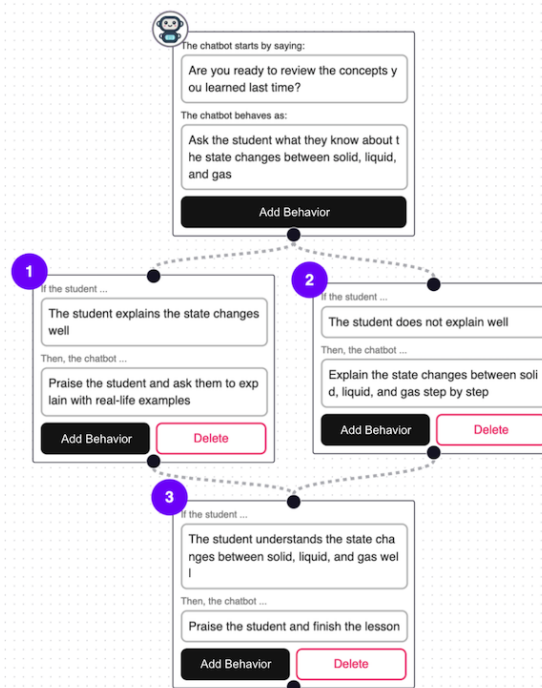 The chatbot starts by saying:
Are you ready to review the concepts y
ou learned last time?
The chatbot behaves as:
Ask the student what they know about t
he state changes between solid, liquid,
and gas
Add Behavior
1
If the student ...
The student explains the state changes
well
Then, the chatbot ...
Praise the student and ask them to exp
lain with real-life examples
Add Behavior
Delete
2
If the student ...
The student does not explain well
Then, the chatbot ...
Explain the state changes between soli
d, liquid, and gas step by step
Add Behavior
Delete
3
If the student ...
The student understands the state cha
nges between solid, liquid, and gas wel
l
Then, the chatbot ...
Praise the student and finish the lesson
Add Behavior
Delete